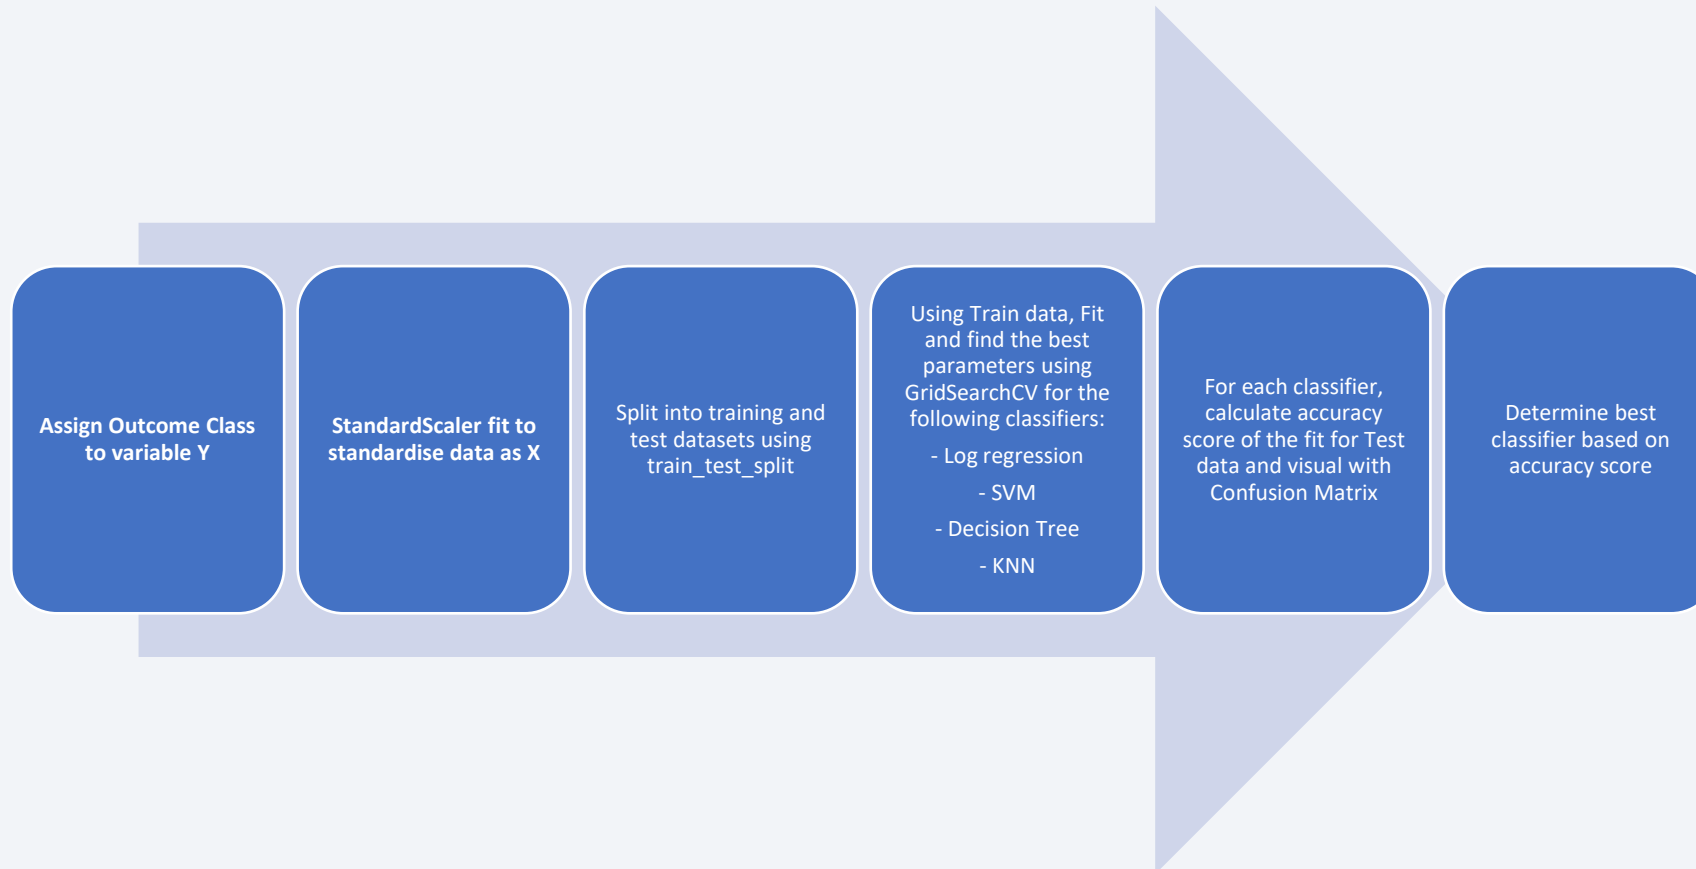 Assign Outcome Class
to variable Y
StandardScaler fit to
standardise data as X
Split into training and
test datasets using
train_test_split
Using Train data, Fit
and find the best
parameters using
GridSearchCV for the
following classifiers:
- Log regression
- SVM
- Decision Tree
- KNN
For each classifier,
calculate accuracy
score of the fit for Test
data and visual with
Confusion Matrix
Determine best
classifier based on
accuracy score